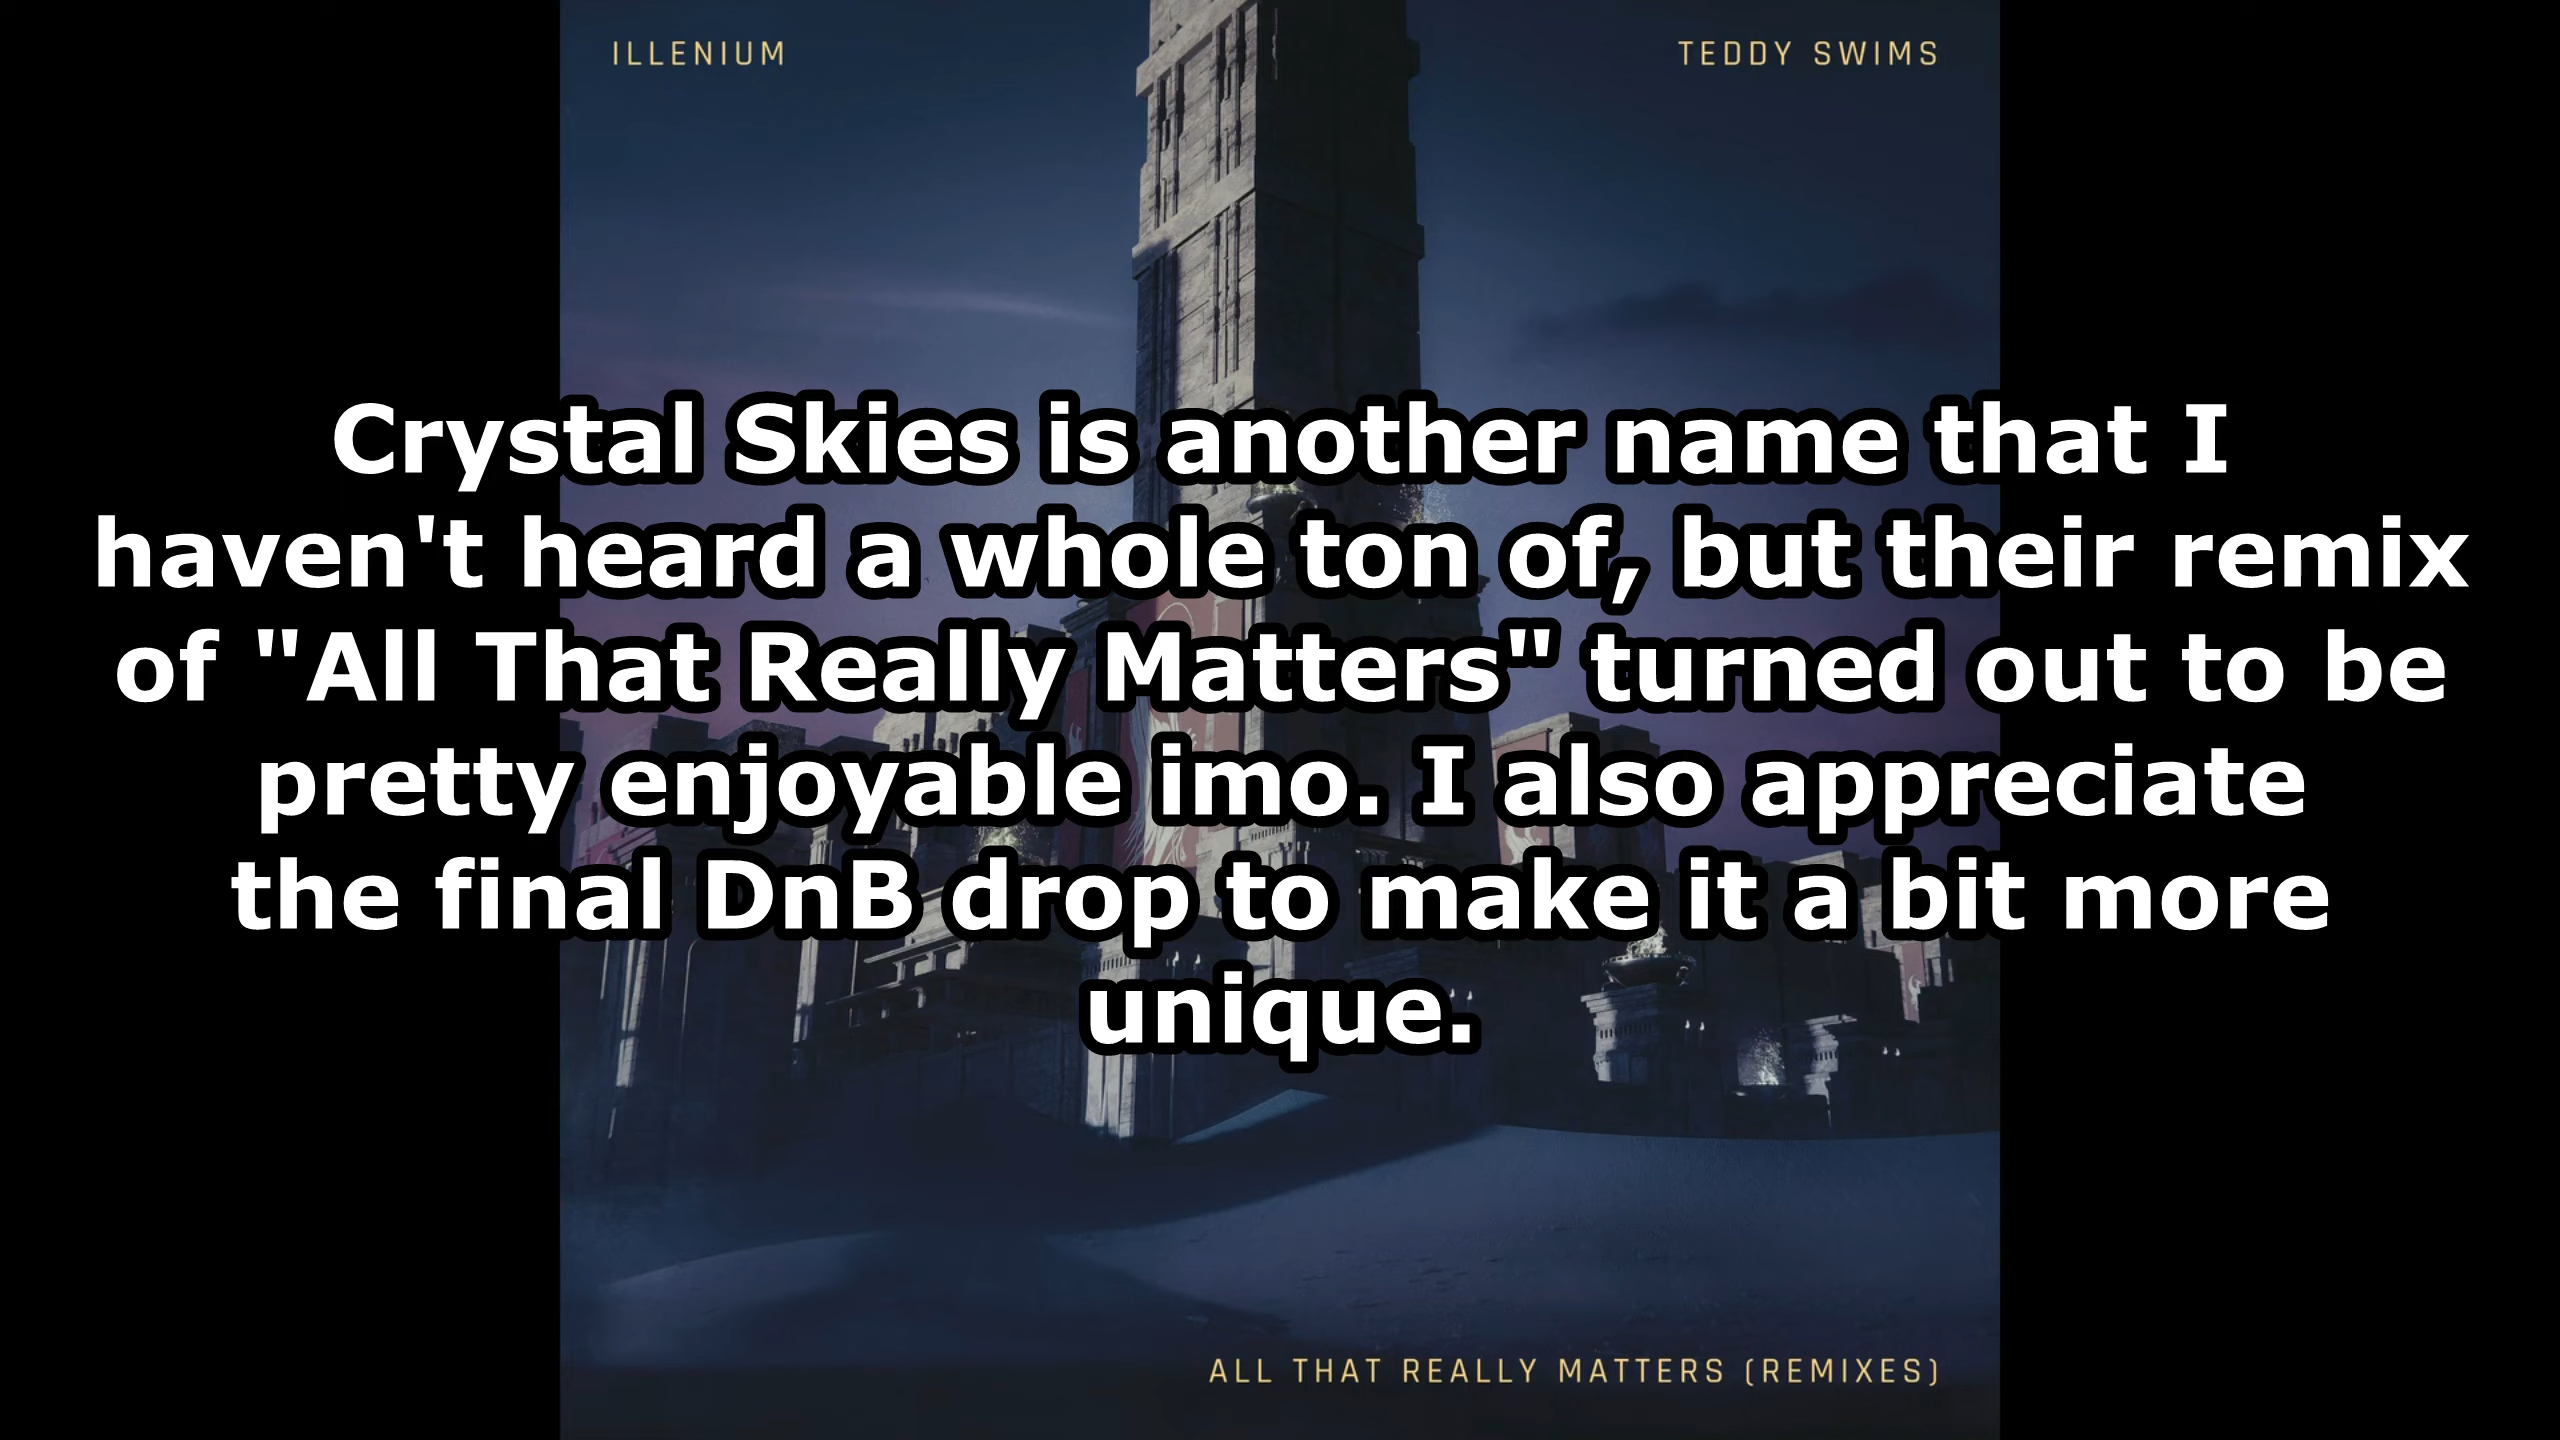 ILLENIUM
TEDDY SWIMS
Crystal Skies is another name that I
haven't heard a whole ton of, but their remix
of "All That Really Matters" turned out to be
pretty enjoyable imo. I also appreciate
the final DnB drop to make it a bit more
unique.
ALL THAT REALLY MATTERS (REMIXES)